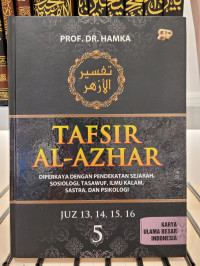 PROF. DR. HAMKA
تفسير
الأزهر
TAFSIR
AL-AZHAR
DIPERKAYA DENGAN PENDEKATAN SEJARAH,
SOSIOLOGI, TASAWUF, ILMU KALAM,
SASTRA, DAN PSIKOLOGI
JUZ 13, 14, 15, 16
5
KARYA
ULAMA BESAR
INDONESIA